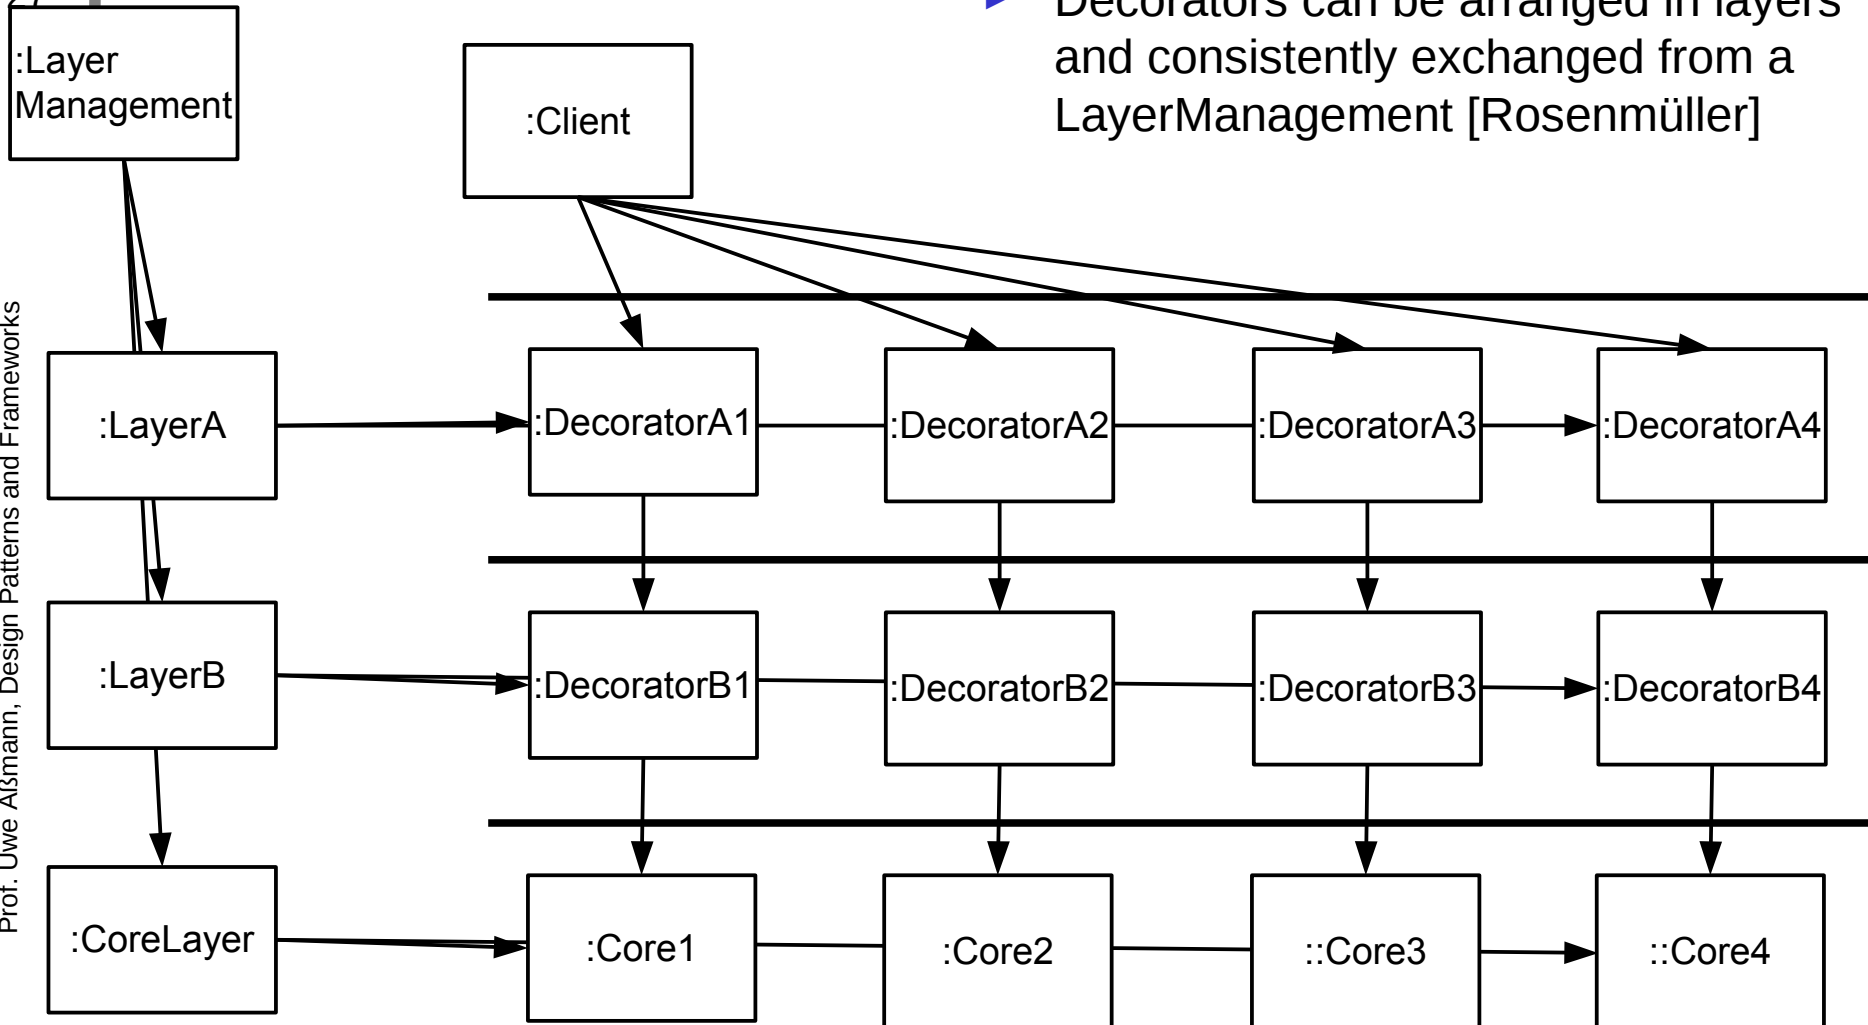 27
Decorators can be arranged in layers
and consistently exchanged from a
LayerManagement [Rosenmüller]
:Layer
Management
:Client
:LayerA
:DecoratorA1
:DecoratorA2
:DecoratorA3
:DecoratorA4
:LayerB
:DecoratorB1
:DecoratorB2
:DecoratorB3
:DecoratorB4
:CoreLayer
:Core1
:Core2
::Core3
::Core4
Prof. Uwe Aßmann, Design Patterns and Frameworks